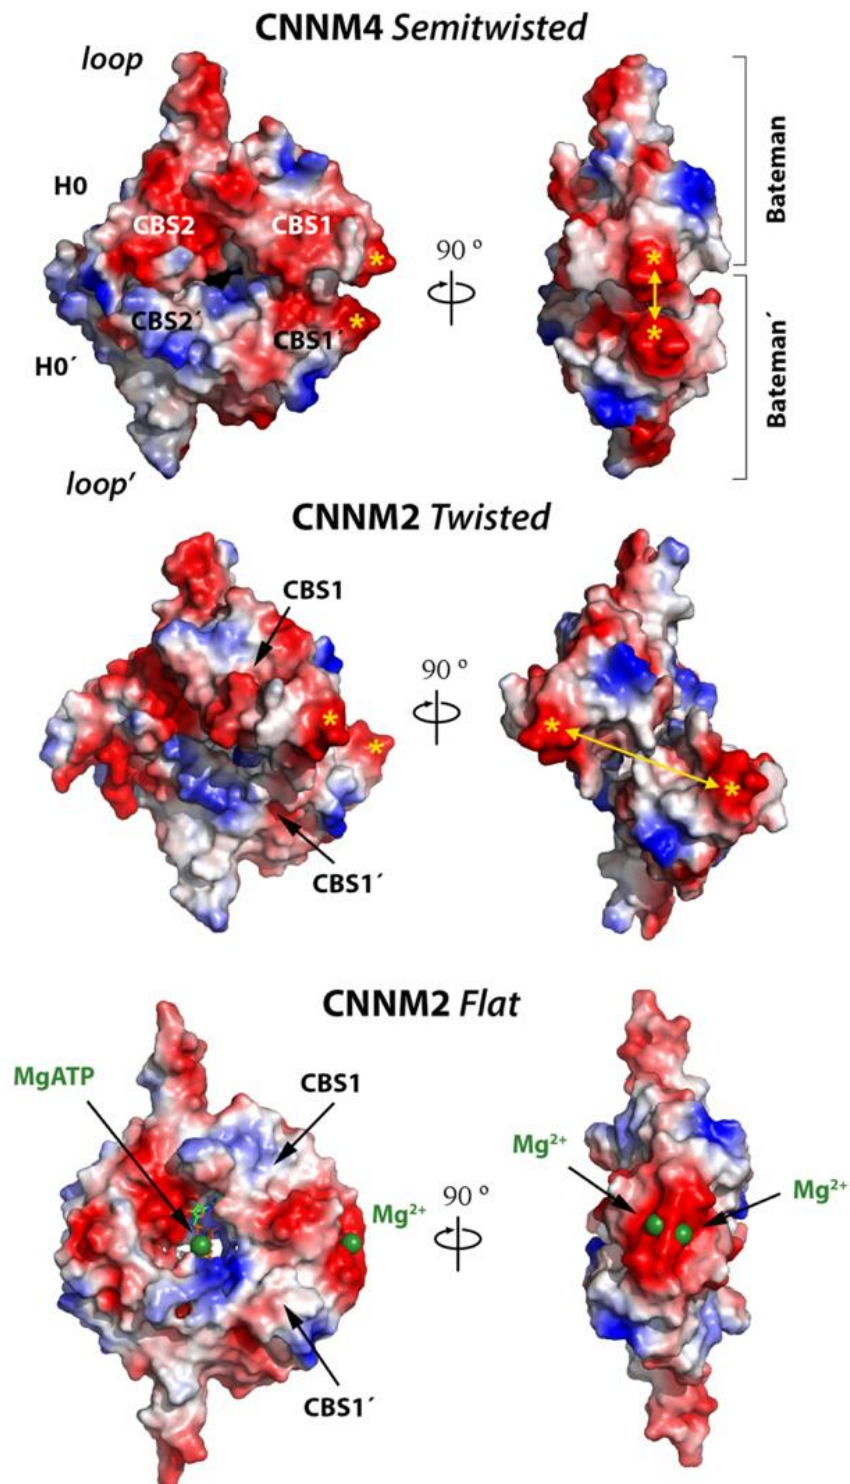 CNNM4 Semitwisted
loop
H0
CBS2
CBS1
*
90 º
*
Bateman
CBS2´
CBS1´
*
*
H0´
Bateman´
loop’
CNNM2 Twisted
CBS1
90 º
*
*
*
*
CBS1´
CNNM2 Flat
MgATP
CBS1
Mg²⁺
Mg²⁺
90 º
Mg²⁺
CBS1´